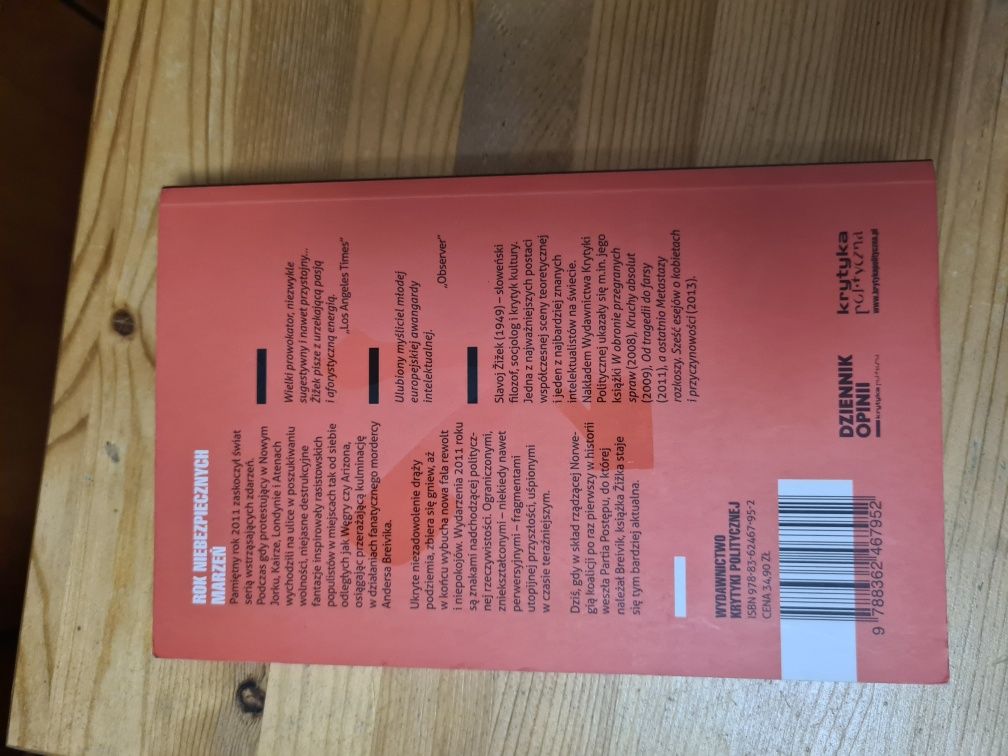 ROK NIEBEZPIECZNYCH
MARZEŃ
Pamiętny rok 2011 zaskoczył świat
serią wstrząsających zdarzeń.
Podczas gdy protestujący w Nowym
Jorku, Kairze, Londynie i Atenach
wychodzili na ulice w poszukiwaniu
wolności, niejasne destrukcyjne
fantazje inspirowały rasistowskich
populistów w miejscach tak od siebie
odległych jak Węgry czy Arizona,
osiągając przerażającą kulminację
w działaniach fanatycznego mordercy
Andersa Breivika.
Ukryte niezadowolenie drąży
podziemia, zbiera się gniew, aż
w końcu wybucha nowa fala rewolt
i niepokojów. Wydarzenia 2011 roku
są znakami nadchodzącej politycz-
nej rzeczywistości. Ograniczonymi,
zniekształconymi – niekiedy nawet
perwersyjnymi – fragmentami
utopijnej przyszłości, uśpionymi
w czasie teraźniejszym.
Dziś, gdy w skład rządzącej Norwe-
gią koalicji po raz pierwszy w historii
weszła Partia Postępu, do której
należał Breivik, książka Žižka staje
się tym bardziej aktualna.
WYDAWNICTWO
KRYTYKI POLITYCZNEJ
ISBN 978-83-62467-95-2
CENA 34,90 ZŁ
9 788362 467952
Wielki prowokator, niezwykle
sugestywny i nawet przystojny...
Žižek pisze z urzekającą pasją
i aforystyczną energią.
„Los Angeles Times”
Ulubiony myśliciel młodej
europejskiej awangardy
intelektualnej.
„Observer”
Slavoj Žižek (1949) – słoweński
filozof, socjolog i krytyk kultury.
Jedna z najważniejszych postaci
współczesnej sceny teoretycznej
i jeden z najbardziej znanych
intelektualistów na świecie.
Nakładem Wydawnictwa Krytyki
Politycznej ukazały się m.in. jego
książki W obronie przegranych
spraw (2008), Kruchy absolut
(2009), Od tragedii do farsy
(2011), a ostatnio Metastazy
rozkoszy. Sześć esejów o kobietach
i przyczynowości (2013).
DZIENNIK
OPINII
krytyka polityczna
krytyka
polityczna
www.krytykapolityczna.pl